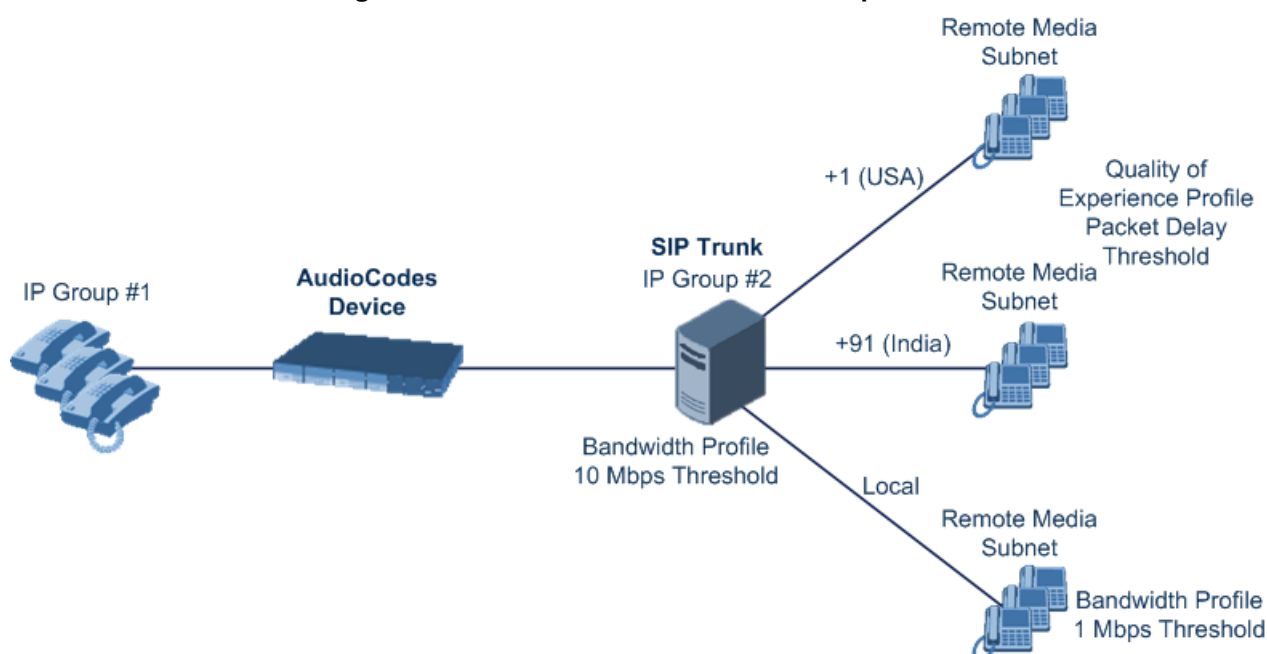 Remote Media
Subnet
+1 (USA)
Quality of
Experience Profile
Packet Delay
Threshold
SIP Trunk
IP Group #2
AudioCodes
Device
IP Group #1
Remote Media
Subnet
+91 (India)
Bandwidth Profile
10 Mbps Threshold
Local
Remote Media
Subnet
Bandwidth Profile
1 Mbps Threshold